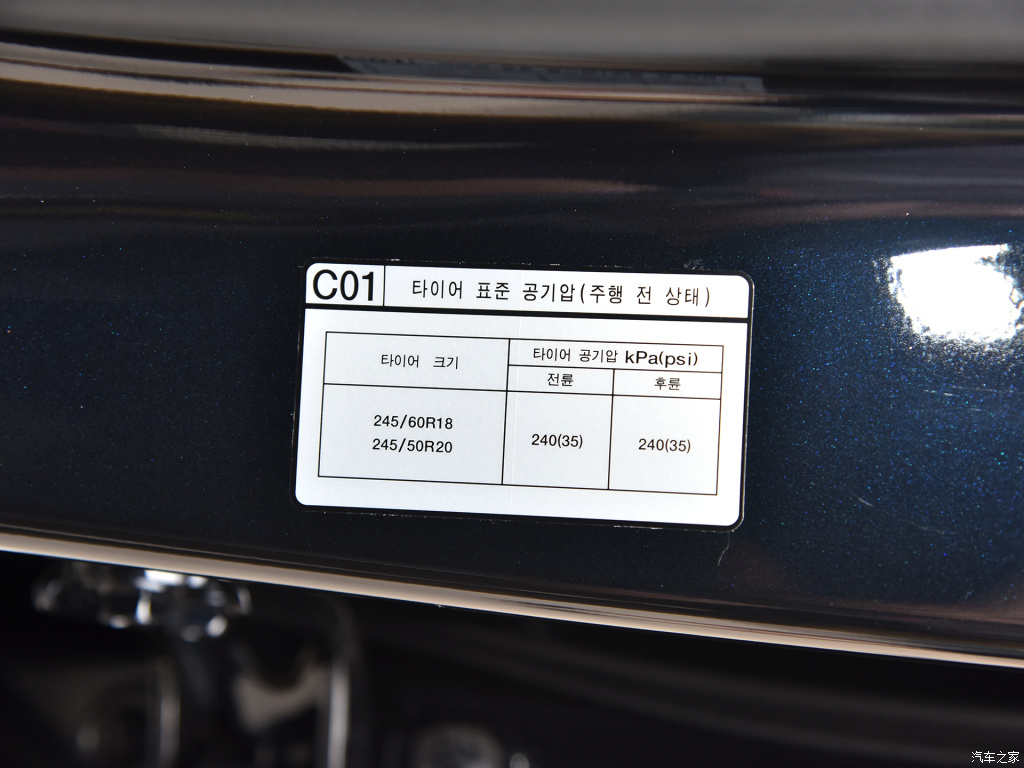 C01 타이어 표준 공기압(주행 전 상태)
타이어 크기
타이어 공기압 kPa(psi)
전륜 후륜
245/60R18
245/50R20
240(35) 240(35)
汽车之家